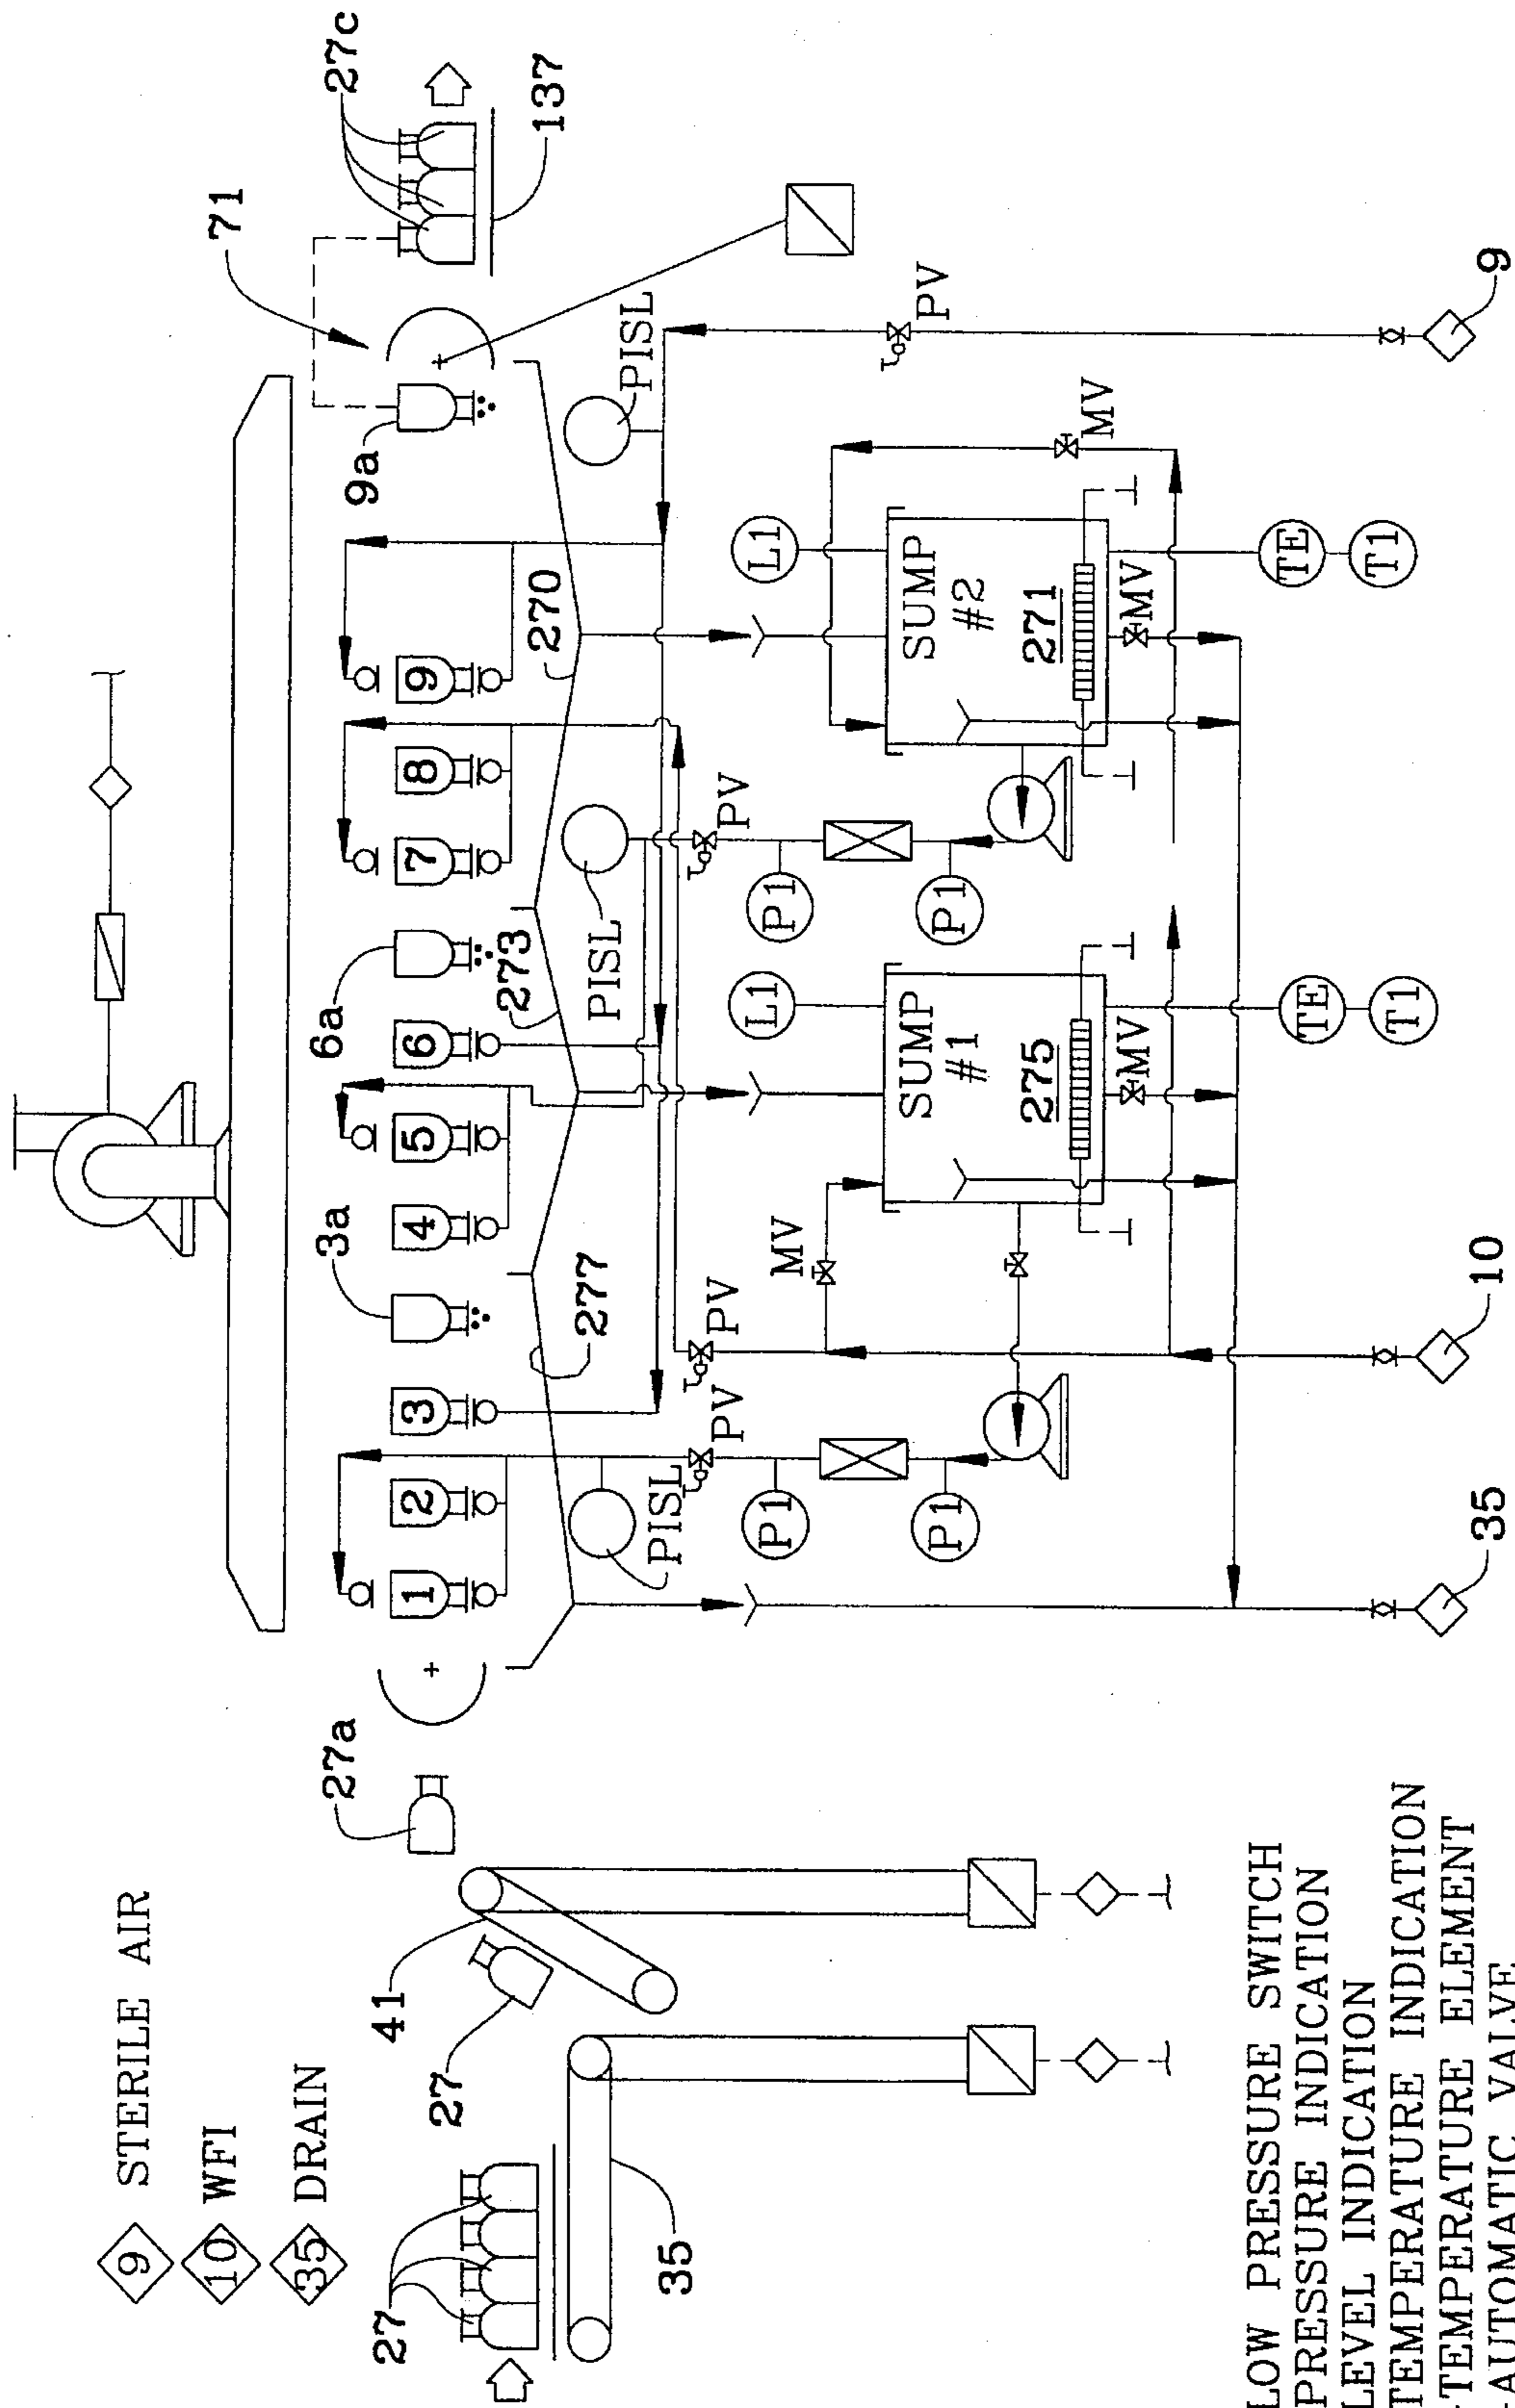 9 STERILE AIR
10 WFI
35 DRAIN
27
35
27
41
27a
71
27c
137
3a
6a
9a
1
2
3
4
5
6
7
8
9
277
273
270
PISL
PISL
PISL
PV
PV
PV
PV
P1
P1
P1
P1
MV
MV
MV
MV
L1
L1
SUMP
#1
275
SUMP
#2
271
TE
T1
TE
T1
35
10
9
LOW PRESSURE SWITCH
PRESSURE INDICATION
LEVEL INDICATION
TEMPERATURE INDICATION
TEMPERATURE ELEMENT
AUTOMATIC VALVE